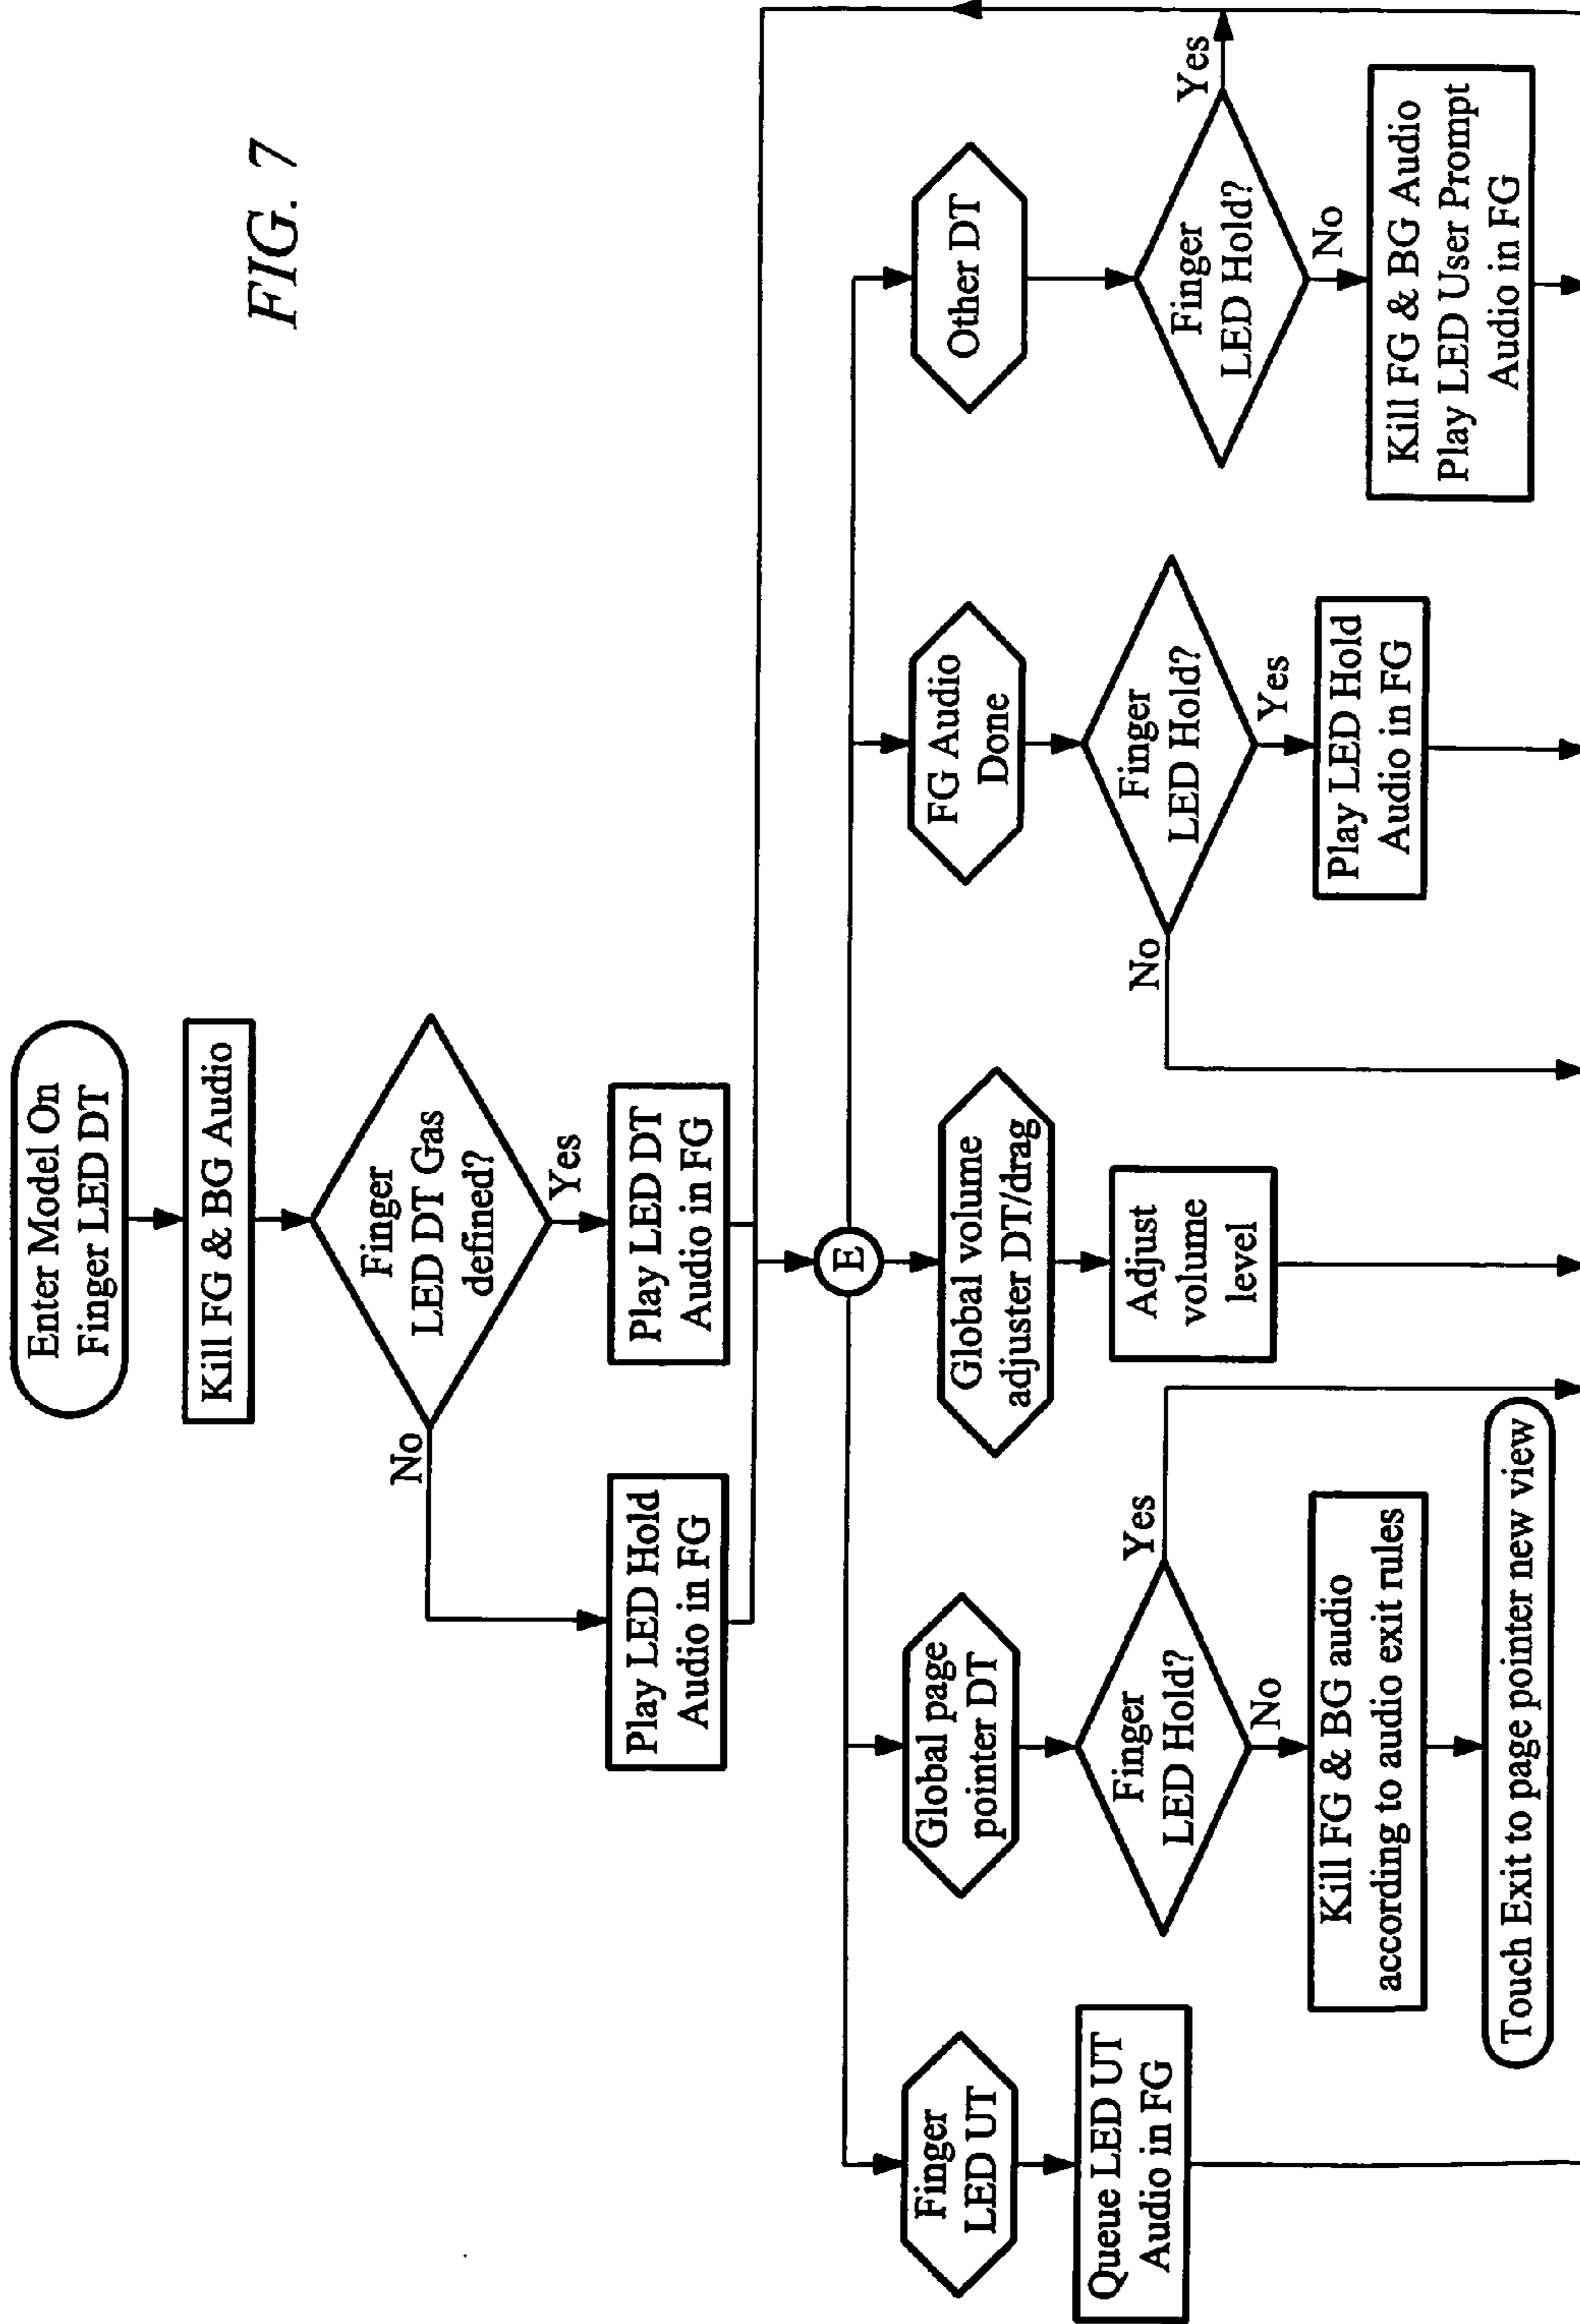 FIG. 7
Enter Model On
Finger LED DT
Kill FG & BG Audio
Finger
LED DT Gas
defined?
No
Yes
Play LED Hold
Audio in FG
Play LED DT
Audio in FG
E
Finger
LED UT
Queue LED UT
Audio in FG
Global page
pointer DT
Finger
LED Hold?
Yes
No
Kill FG & BG audio
according to audio exit rules
Touch Exit to page pointer new view
Global volume
adjuster DT/drag
Adjust
volume
level
FG Audio
Done
Finger
LED Hold?
No
Yes
Play LED Hold
Audio in FG
Other DT
Finger
LED Hold?
Yes
No
Kill FG & BG Audio
Play LED User Prompt
Audio in FG